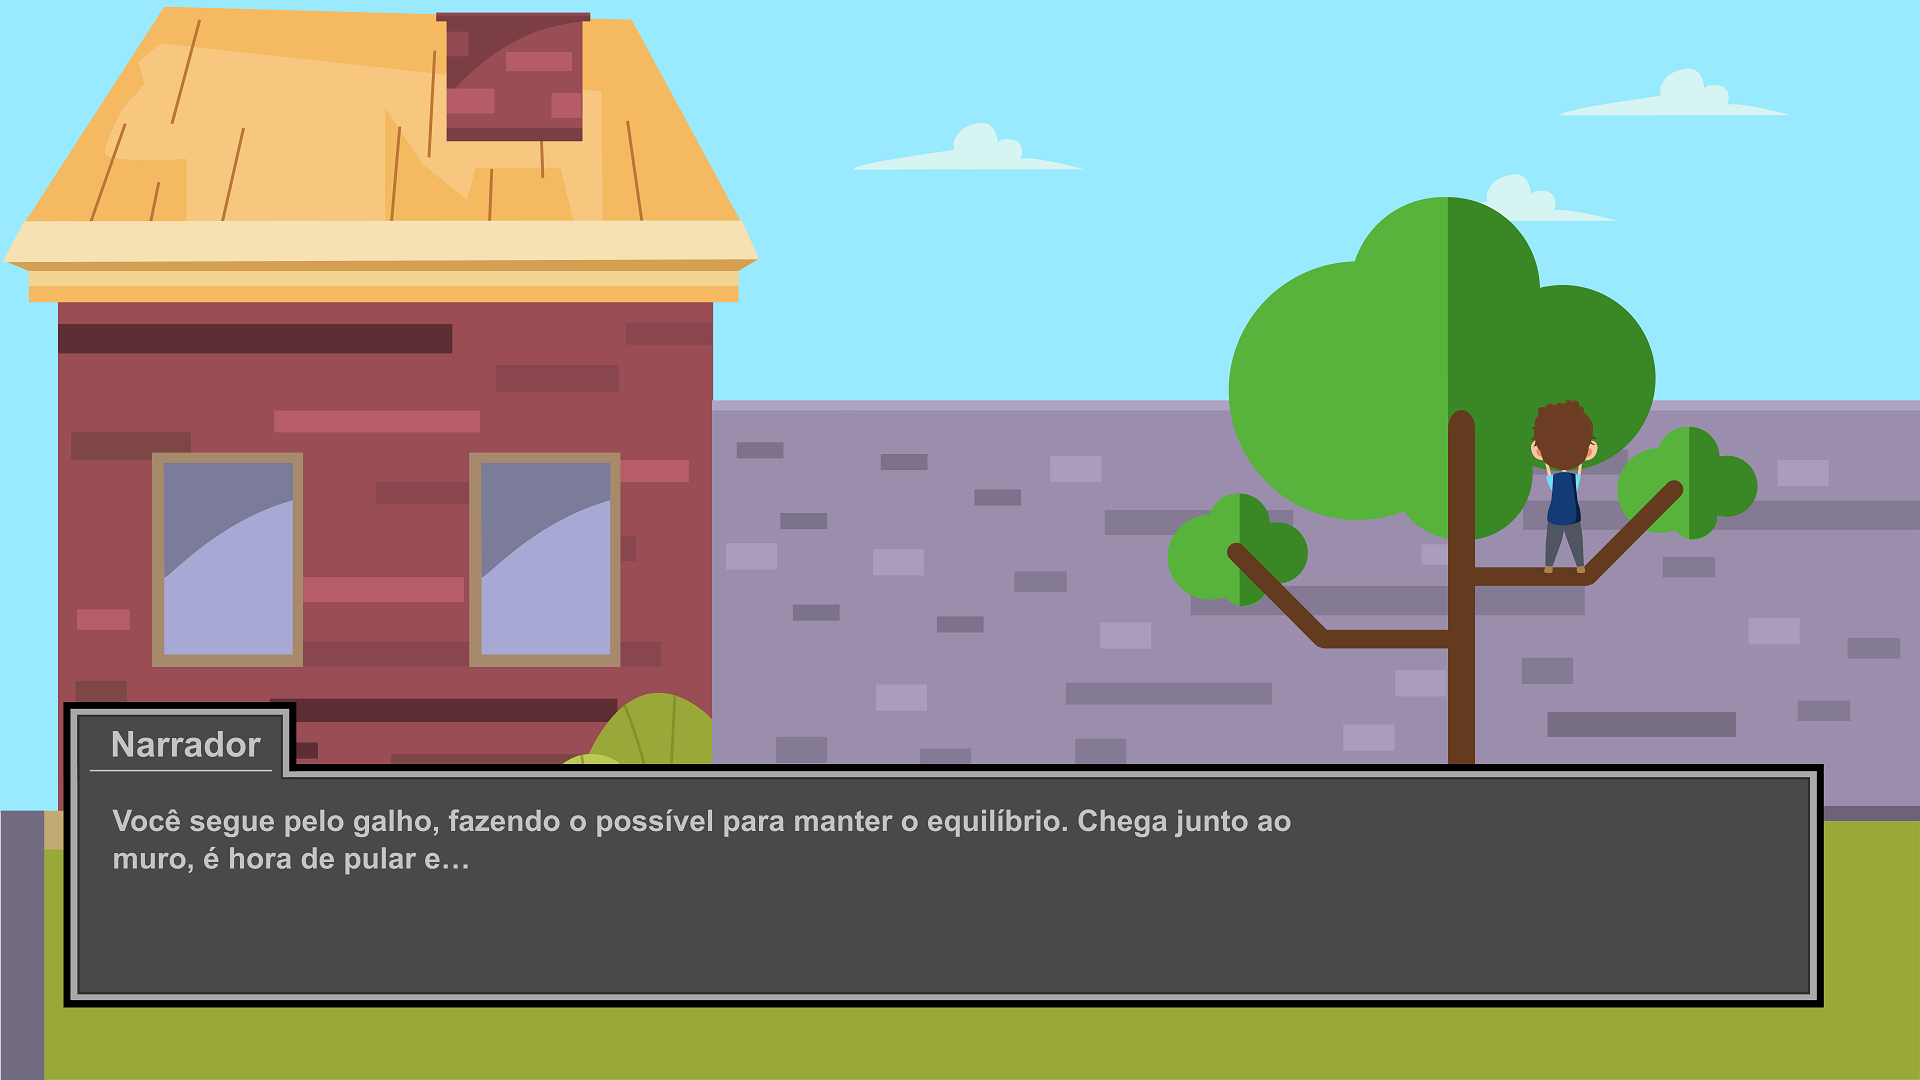 Narrador
Você segue pelo galho, fazendo o possível para manter o equilíbrio. Chega junto ao
muro, é hora de pular e...